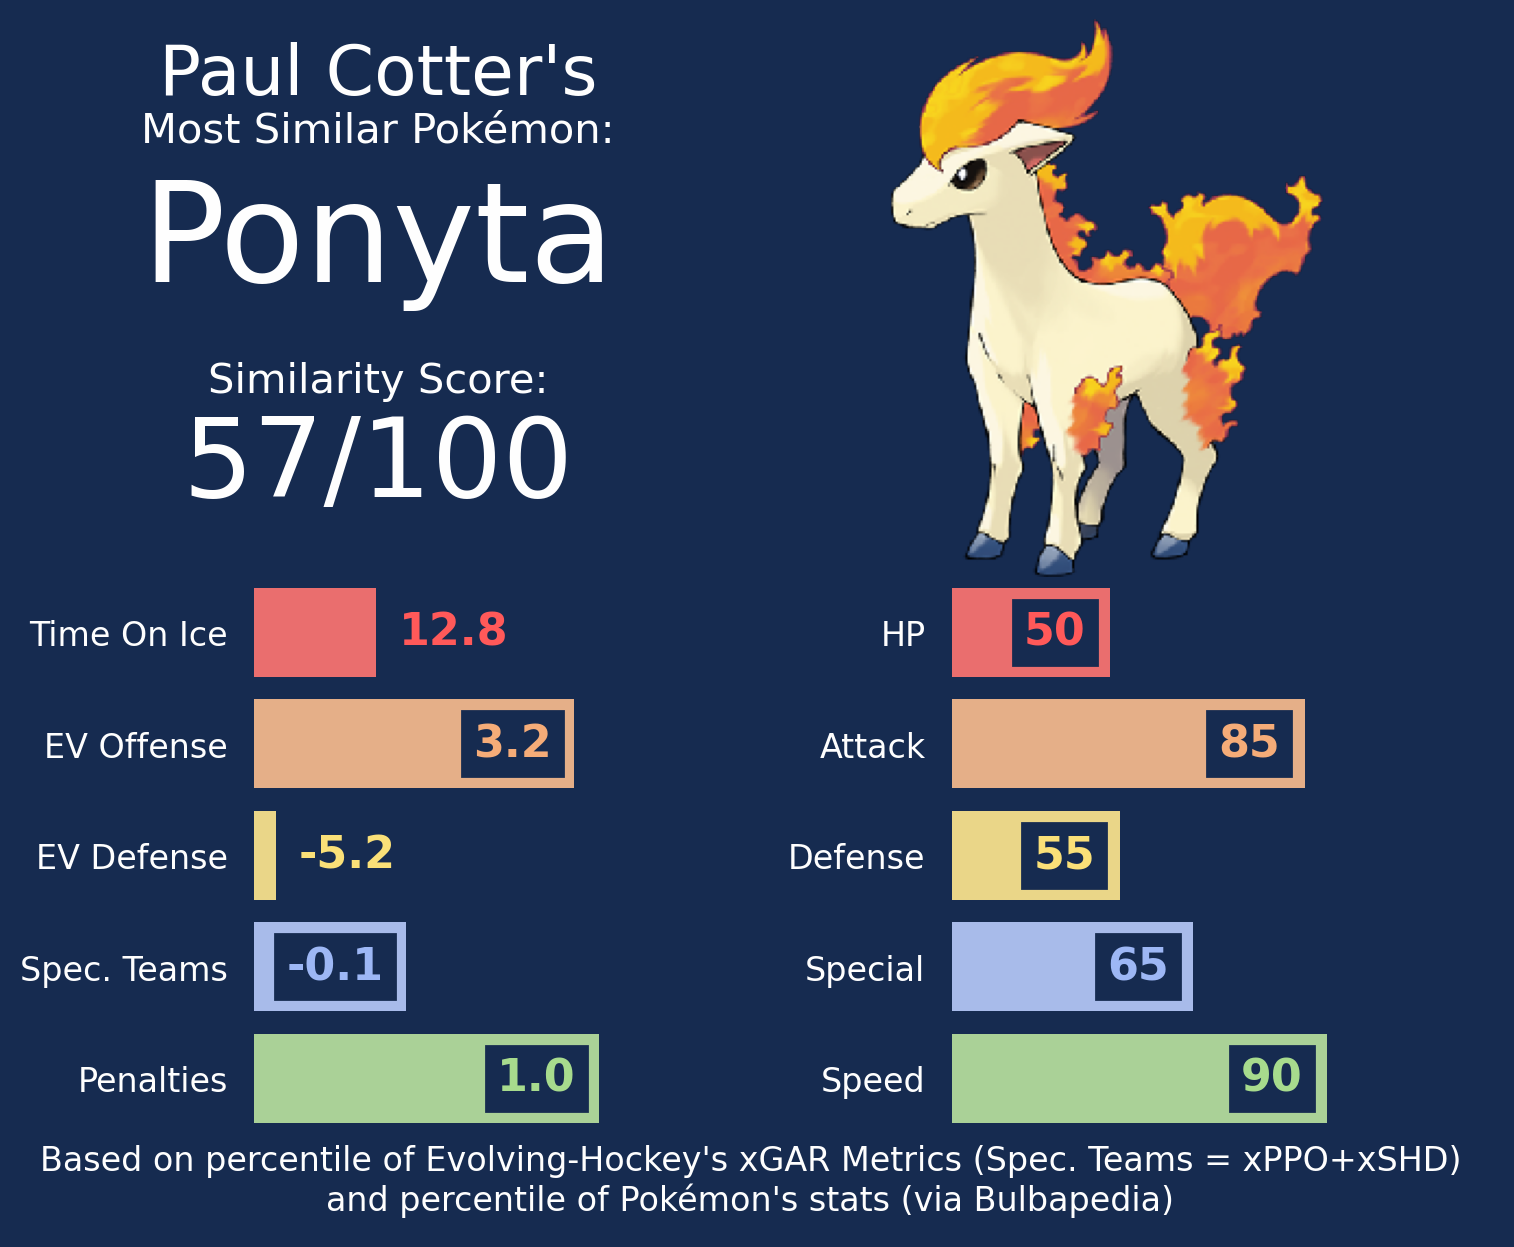 Paul Cotter's
Most Similar Pokémon:
Ponyta
Similarity Score:
57/100
Time On Ice 12.8
EV Offense 3.2
EV Defense -5.2
Spec. Teams -0.1
Penalties 1.0
HP 50
Attack 85
Defense 55
Special 65
Speed 90
Based on percentile of Evolving-Hockey's xGAR Metrics (Spec. Teams = xPPO+xSHD)
and percentile of Pokémon's stats (via Bulbapedia)